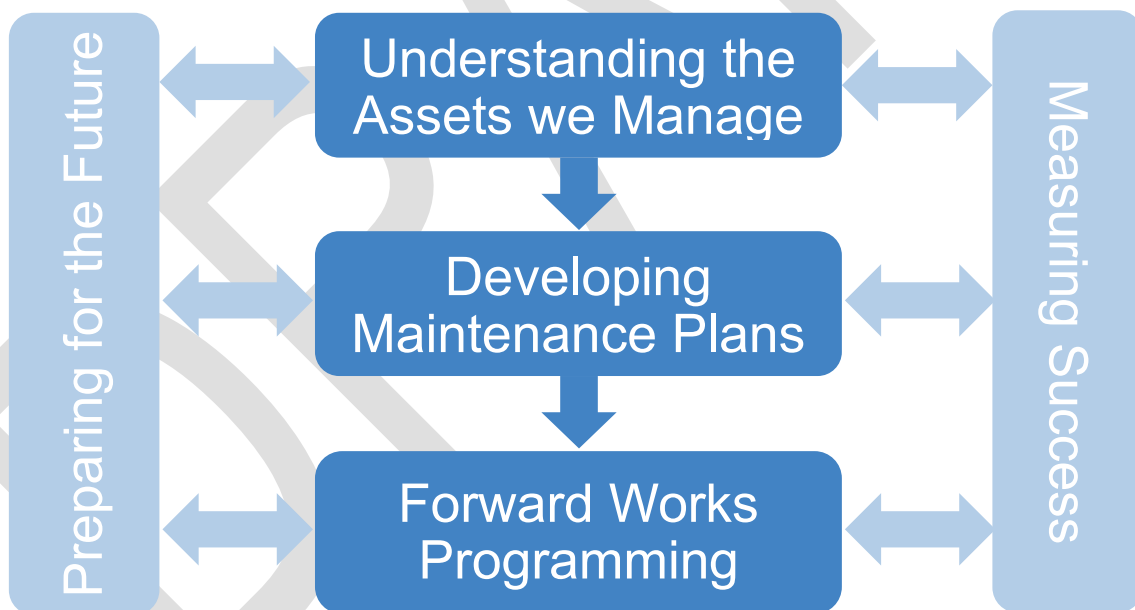 Preparing for the Future
Understanding the
Assets we Manage
Developing
Maintenance Plans
Forward Works
Programming
Measuring Success